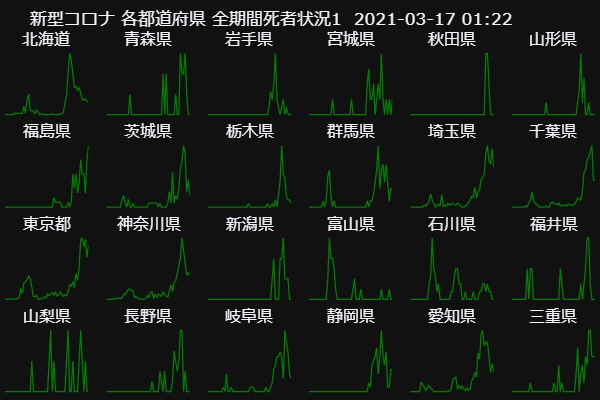 新型コロナ 各都道府県 全期間死者状況1 2021-03-17 01:22
北海道 青森県 岩手県 宮城県 秋田県 山形県
福島県 茨城県 栃木県 群馬県 埼玉県 千葉県
東京都 神奈川県 新潟県 富山県 石川県 福井県
山梨県 長野県 岐阜県 静岡県 愛知県 三重県